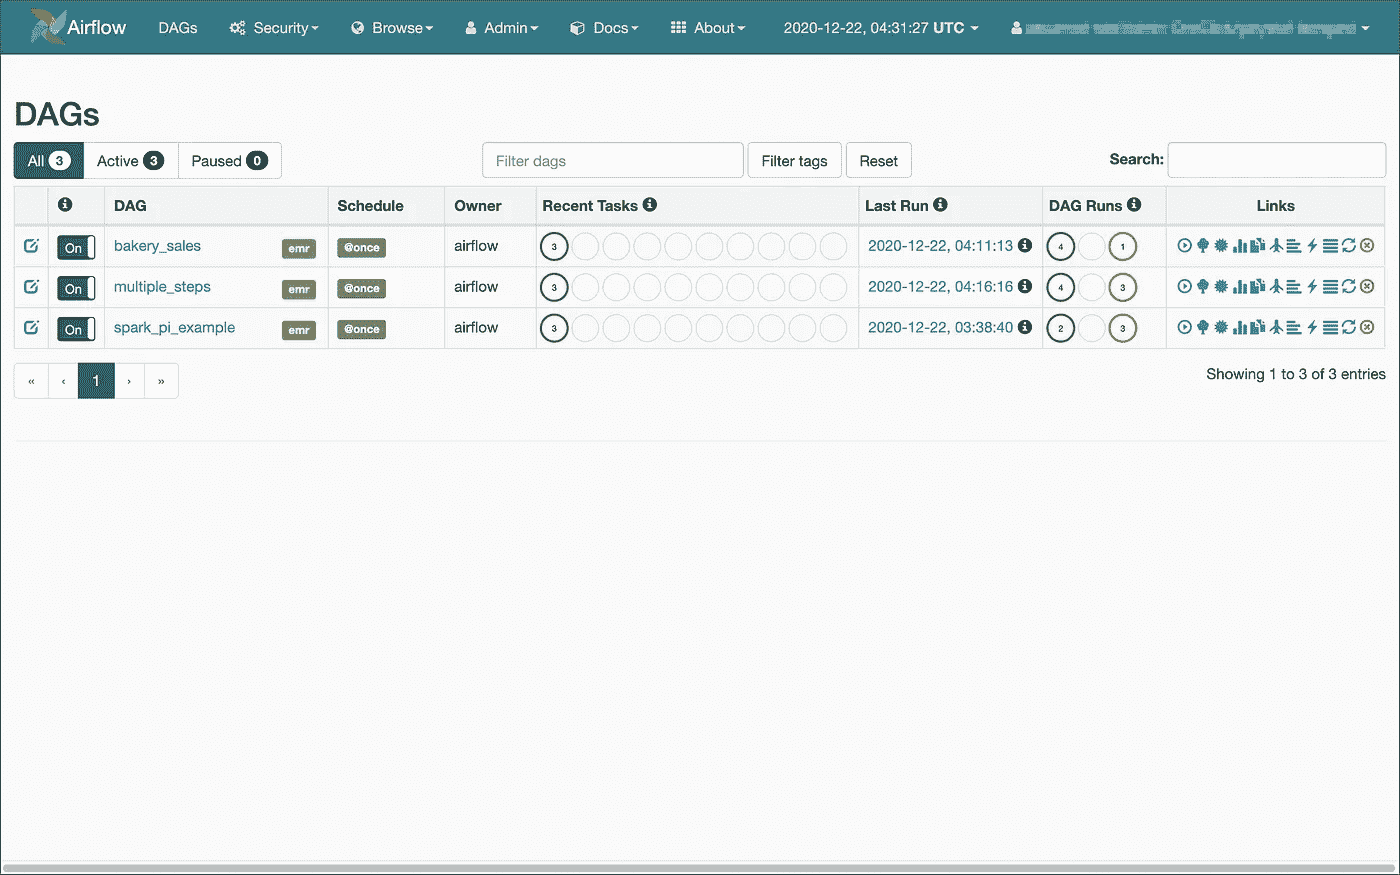 Airflow DAGs Security Browse Admin Docs About 2020-12-22, 04:31:27 UTC
DAGs
All 3 Active 3 Paused 0 Filter dags Filter tags Reset Search:
DAG Schedule Owner Recent Tasks Last Run DAG Runs Links
On bakery_sales emr @once airflow 3 2020-12-22, 04:11:13 4 1
On multiple_steps emr @once airflow 3 2020-12-22, 04:16:16 4 3
On spark_pi_example emr @once airflow 3 2020-12-22, 03:38:40 2 3
« ‹ 1 › » Showing 1 to 3 of 3 entries